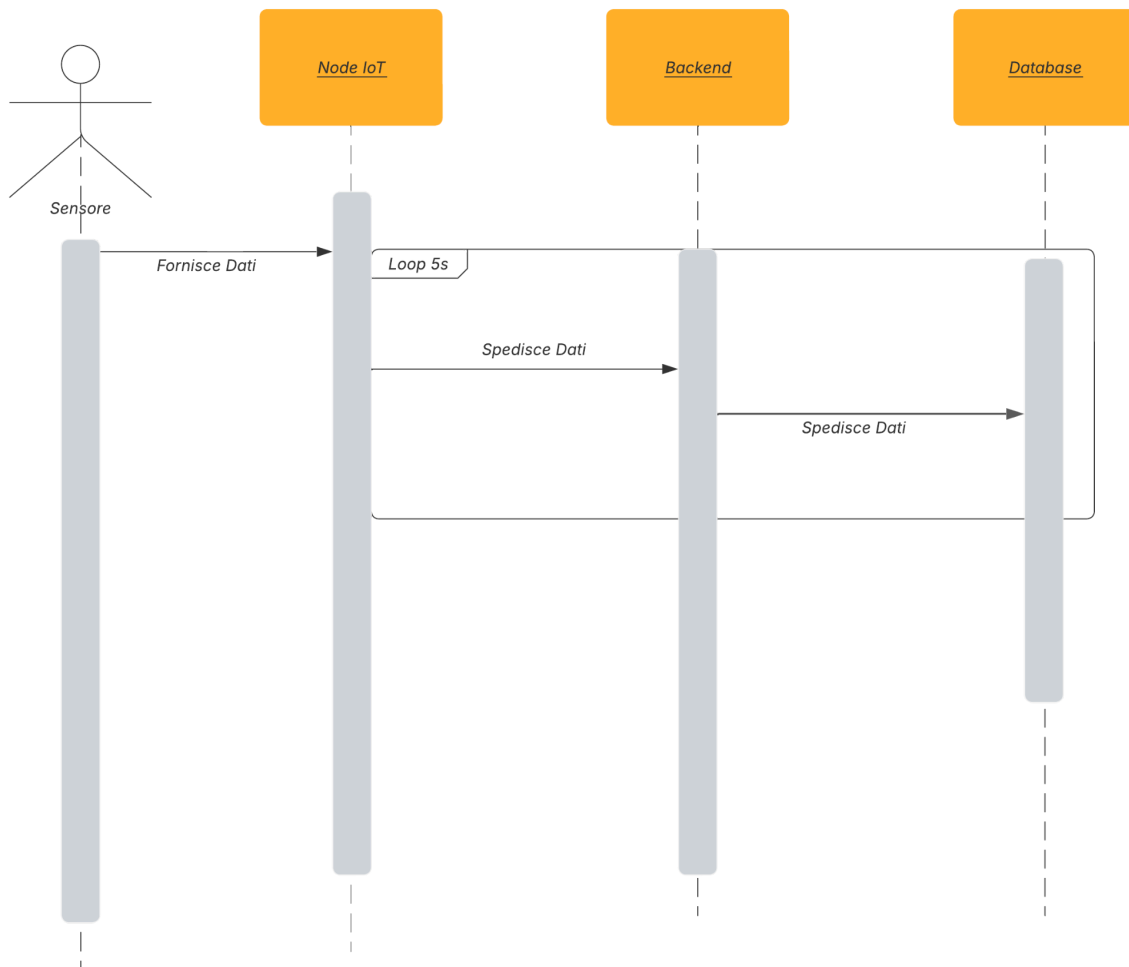 Node IoT
Backend
Database
Sensore
Fornisce Dati
Loop 5s
Spedisce Dati
Spedisce Dati